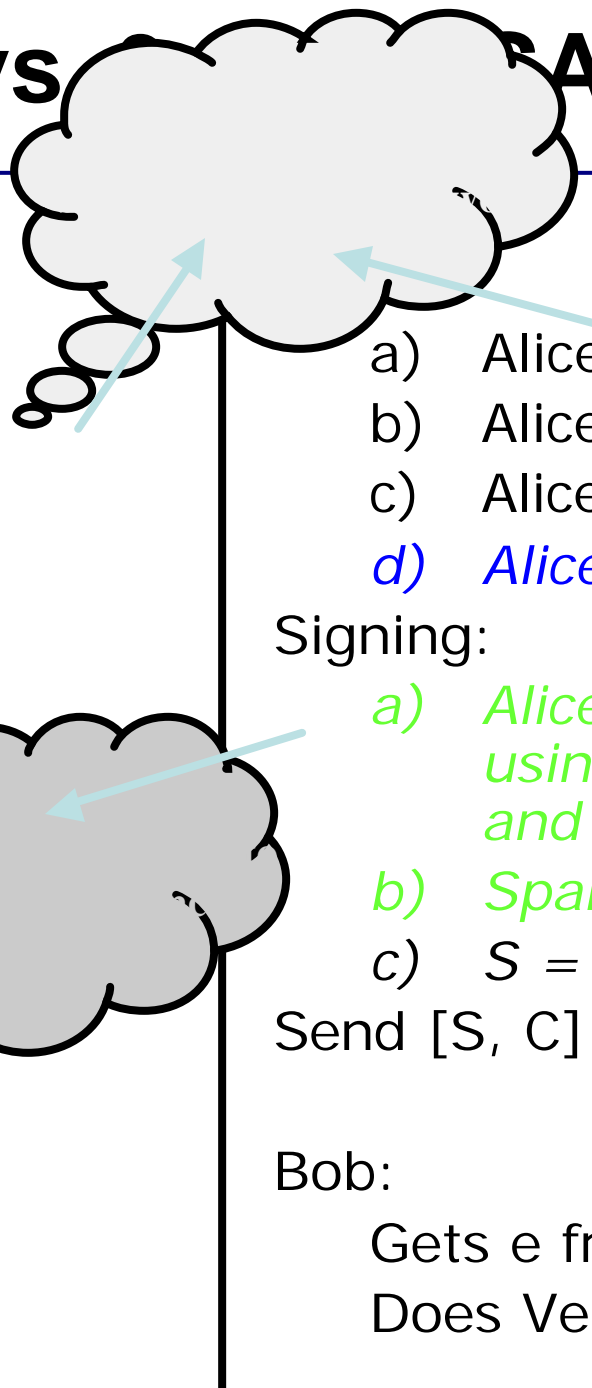 a) Alice
b) Alice
c) Alice
d) Alice
Signing:
a) Alice
usin
and
b) Spa
c) S =
Send [S, C]
Bob:
Gets e fr
Does Ve